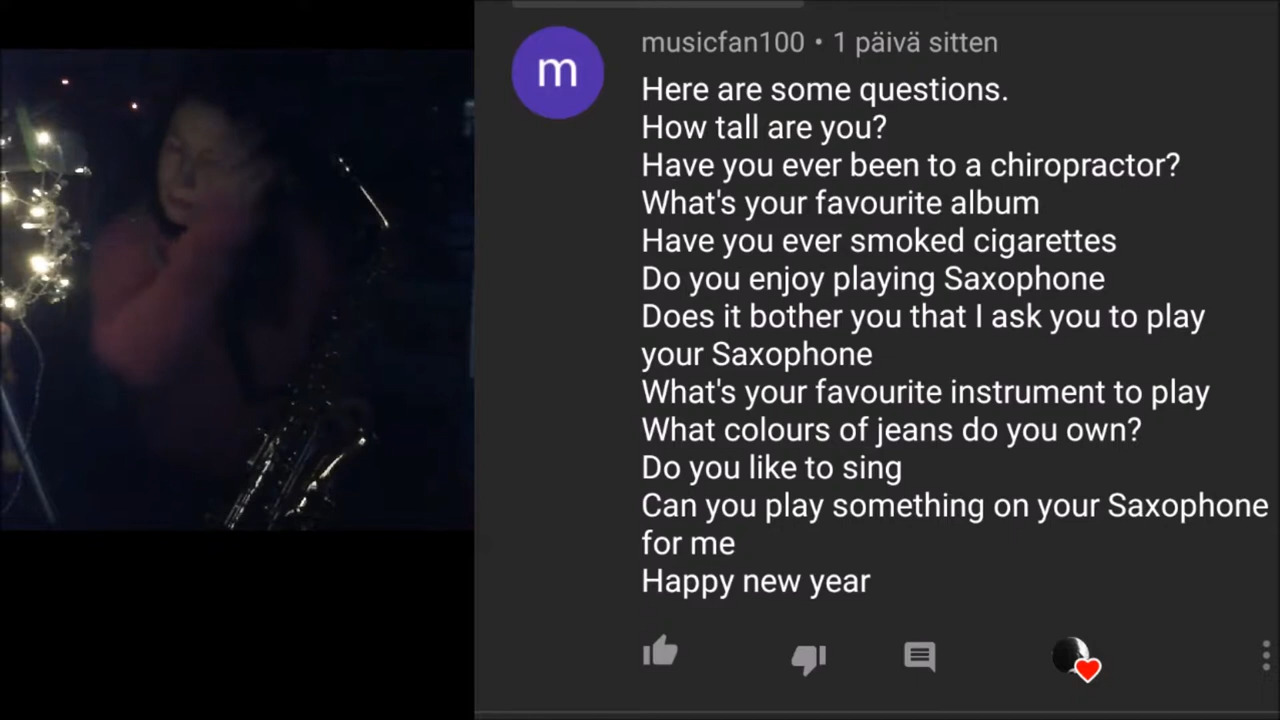 m
musicfan100 • 1 päivä sitten
Here are some questions.
How tall are you?
Have you ever been to a chiropractor?
What's your favourite album
Have you ever smoked cigarettes
Do you enjoy playing Saxophone
Does it bother you that I ask you to play
your Saxophone
What's your favourite instrument to play
What colours of jeans do you own?
Do you like to sing
Can you play something on your Saxophone
for me
Happy new year